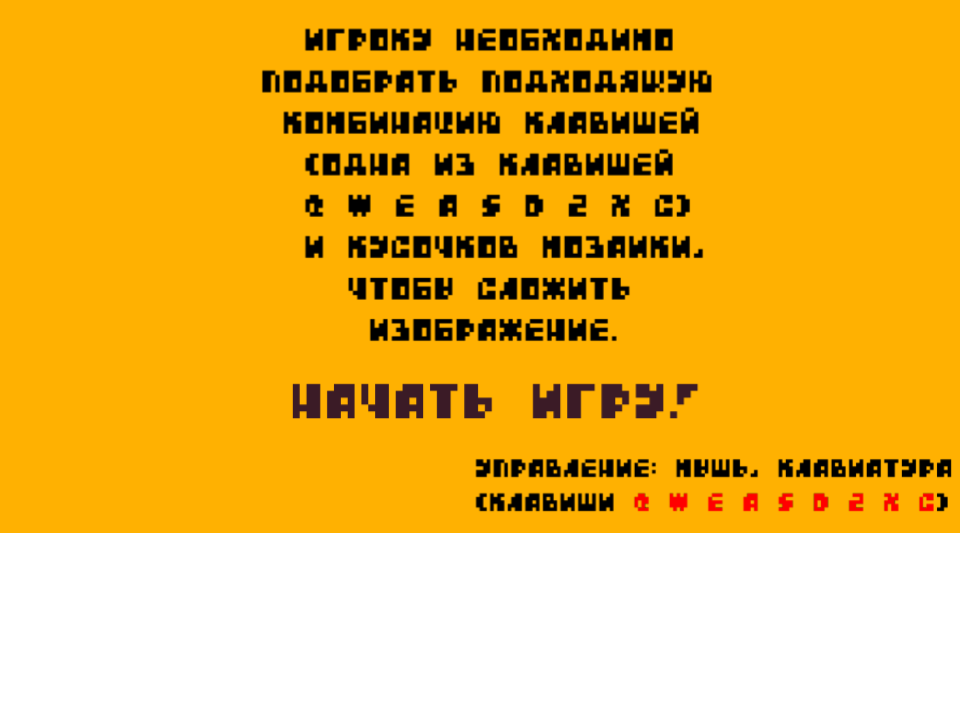 ИГРОКУ НЕОБХОДИМО
ПОДОБРАТЬ ПОДХОДЯЩУЮ
КОМБИНАЦИЮ КЛАВИШЕЙ
(ОДНА ИЗ КЛАВИШЕЙ
Q W E A S D Z X C)
И КУСОЧКОВ МОЗАИКИ,
ЧТОБЫ СЛОЖИТЬ
ИЗОБРАЖЕНИЕ.
НАЧАТЬ ИГРУ!
УПРАВЛЕНИЕ: МЫШЬ, КЛАВИАТУРА
(КЛАВИШИ Q W E A S D Z X C)